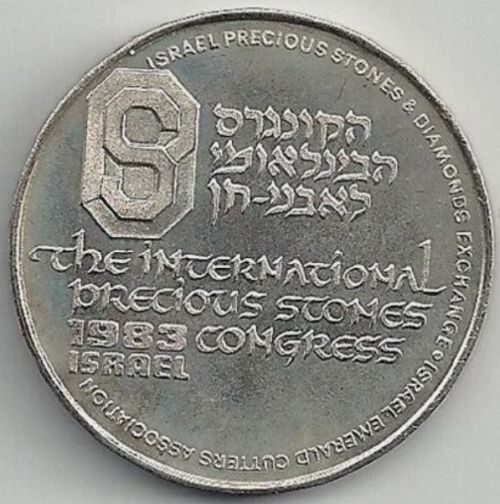 ISRAEL PRECIOUS STONES & DIAMONDS EXCHANGE • ISRAEL EMERALD CUTTERS ASSOCIATION
S
הקונגרס
הבינלאומי
לאבני-חן
The International
Precious Stones
1983 Congress
ISRAEL